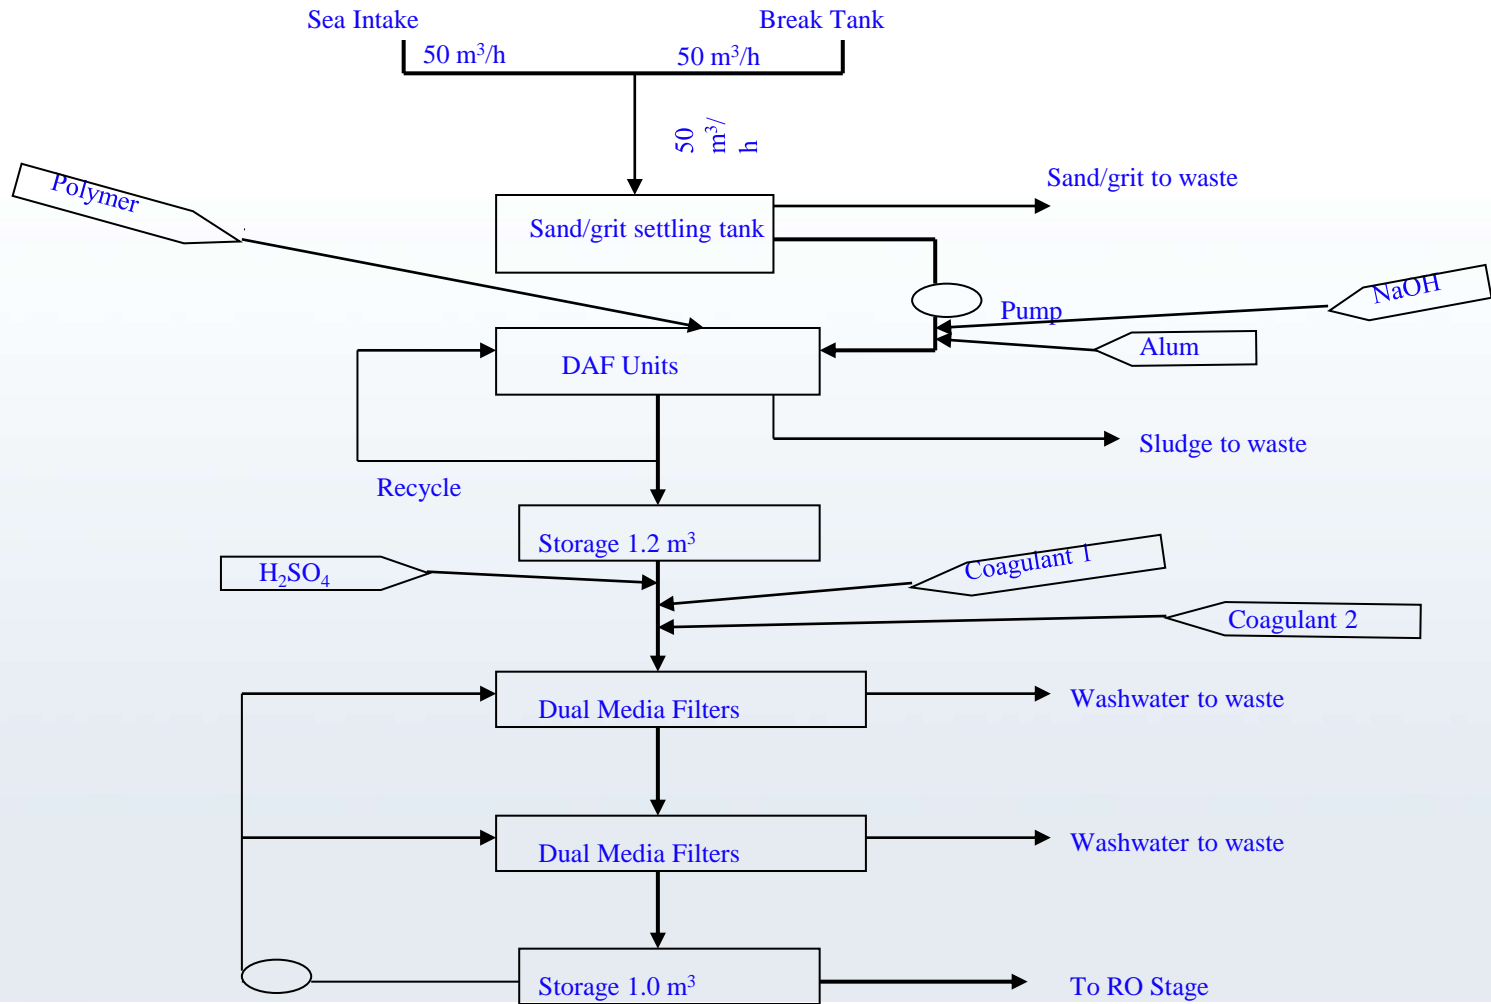 Sea Intake
Break Tank
50 m³/h
50 m³/h
50
m³/
h
Sand/grit to waste
Polymer
Sand/grit settling tank
NaOH
Pump
Alum
DAF Units
Sludge to waste
Recycle
Storage 1.2 m³
Coagulant 1
H₂SO₄
Coagulant 2
Washwater to waste
Dual Media Filters
Washwater to waste
Dual Media Filters
Storage 1.0 m³
To RO Stage